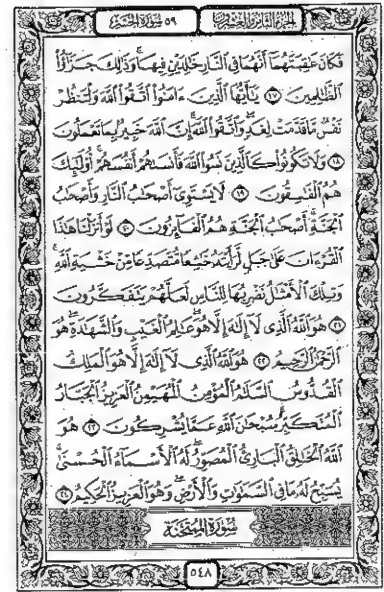 الجزء الثامن والعشرون ٥٩ سورة الحشر
فَكَانَ عَٰقِبَتَهُمَآ أَنَّهُمَا فِى ٱلنَّارِ خَٰلِدَيْنِ فِيهَا ۚ وَذَٰلِكَ جَزَٰٓؤُا۟
ٱلظَّٰلِمِينَ ١٧ يَٰٓأَيُّهَا ٱلَّذِينَ ءَامَنُوا۟ ٱتَّقُوا۟ ٱللَّهَ وَلْتَنظُرْ
نَفْسٌ مَّا قَدَّمَتْ لِغَدٍ ۖ وَٱتَّقُوا۟ ٱللَّهَ ۚ إِنَّ ٱللَّهَ خَبِيرٌۢ بِمَا تَعْمَلُونَ
١٨ وَلَا تَكُونُوا۟ كَٱلَّذِينَ نَسُوا۟ ٱللَّهَ فَأَنسَىٰهُمْ أَنفُسَهُمْ ۚ أُو۟لَٰٓئِكَ
هُمُ ٱلْفَٰسِقُونَ ١٩ لَا يَسْتَوِىٓ أَصْحَٰبُ ٱلنَّارِ وَأَصْحَٰبُ
ٱلْجَنَّةِ ۚ أَصْحَٰبُ ٱلْجَنَّةِ هُمُ ٱلْفَآئِزُونَ ٢٠ لَوْ أَنزَلْنَا هَٰذَا
ٱلْقُرْءَانَ عَلَىٰ جَبَلٍ لَّرَأَيْتَهُۥ خَٰشِعًا مُّتَصَدِّعًا مِّنْ خَشْيَةِ ٱللَّهِ ۚ
وَتِلْكَ ٱلْأَمْثَٰلُ نَضْرِبُهَا لِلنَّاسِ لَعَلَّهُمْ يَتَفَكَّرُونَ
٢١ هُوَ ٱللَّهُ ٱلَّذِى لَآ إِلَٰهَ إِلَّا هُوَ ۖ عَٰلِمُ ٱلْغَيْبِ وَٱلشَّهَٰدَةِ ۖ هُوَ
ٱلرَّحْمَٰنُ ٱلرَّحِيمُ ٢٢ هُوَ ٱللَّهُ ٱلَّذِى لَآ إِلَٰهَ إِلَّا هُوَ ٱلْمَلِكُ
ٱلْقُدُّوسُ ٱلسَّلَٰمُ ٱلْمُؤْمِنُ ٱلْمُهَيْمِنُ ٱلْعَزِيزُ ٱلْجَبَّارُ
ٱلْمُتَكَبِّرُ ۚ سُبْحَٰنَ ٱللَّهِ عَمَّا يُشْرِكُونَ ٢٣ هُوَ
ٱللَّهُ ٱلْخَٰلِقُ ٱلْبَارِئُ ٱلْمُصَوِّرُ ۖ لَهُ ٱلْأَسْمَآءُ ٱلْحُسْنَىٰ ۚ
يُسَبِّحُ لَهُۥ مَا فِى ٱلسَّمَٰوَٰتِ وَٱلْأَرْضِ ۖ وَهُوَ ٱلْعَزِيزُ ٱلْحَكِيمُ ٢٤
سورة الممتحنة
٥٤٨